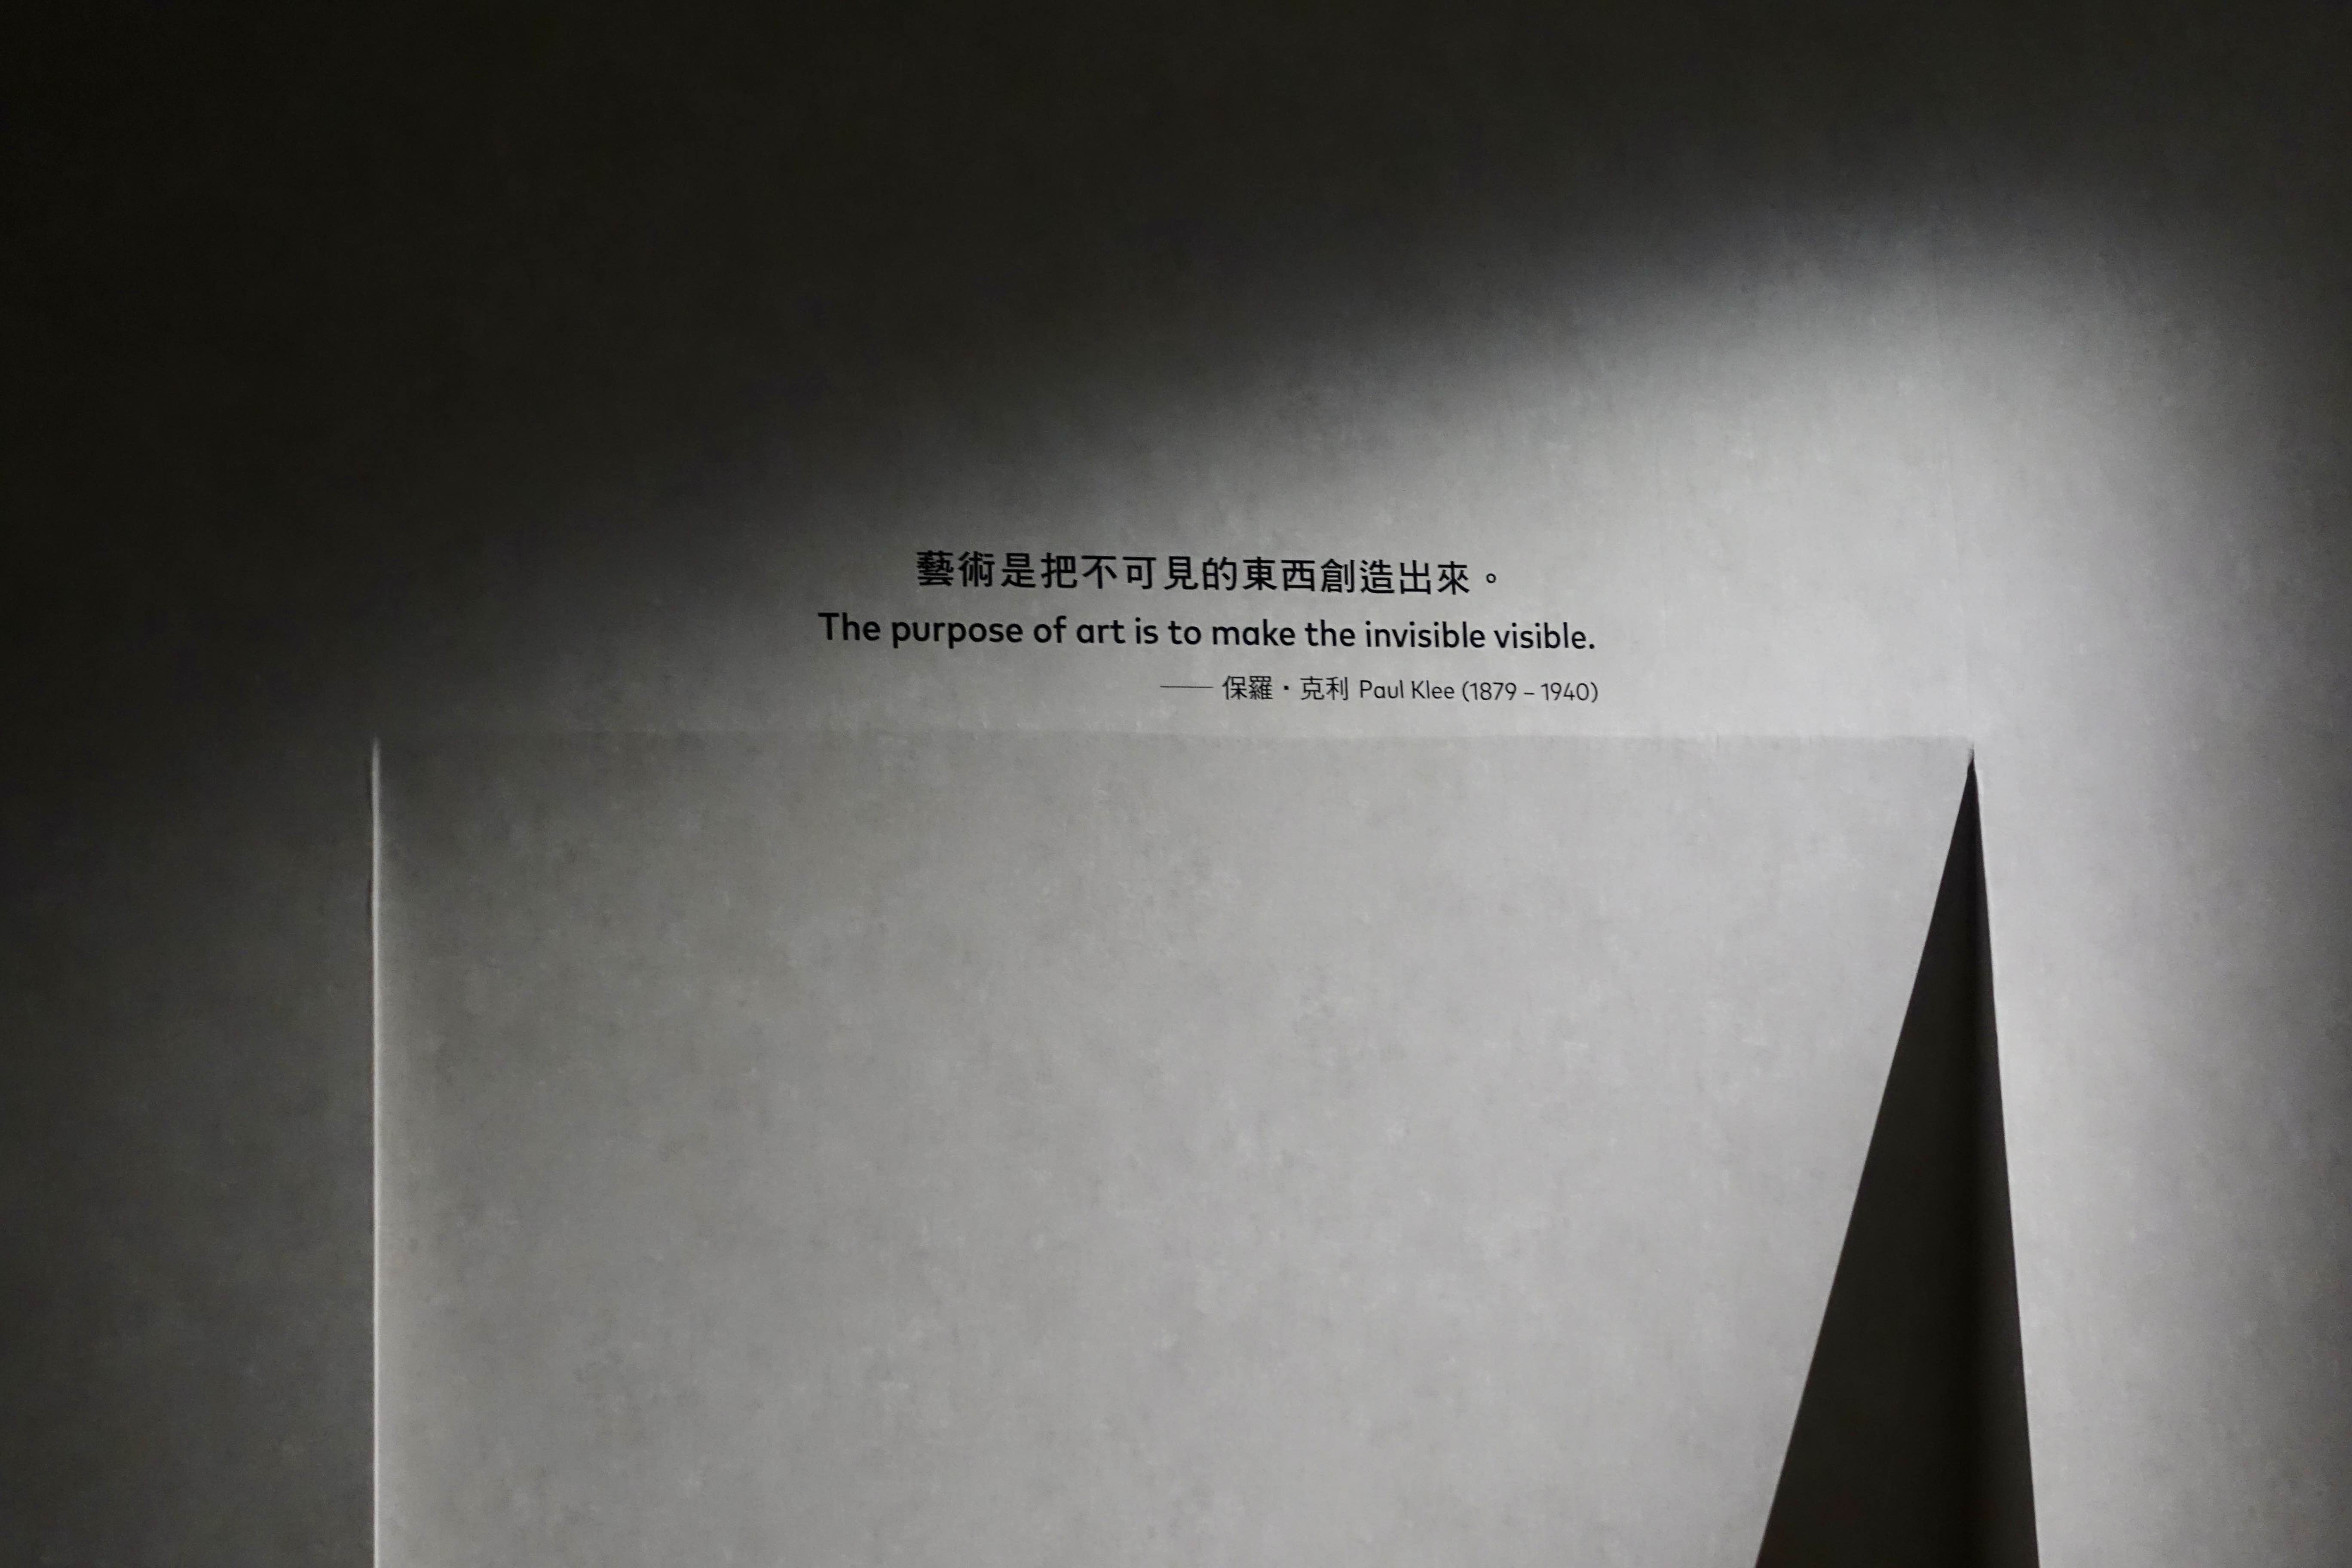 藝術是把不可見的東西創造出來。
The purpose of art is to make the invisible visible.
—— 保羅・克利 Paul Klee (1879 – 1940)